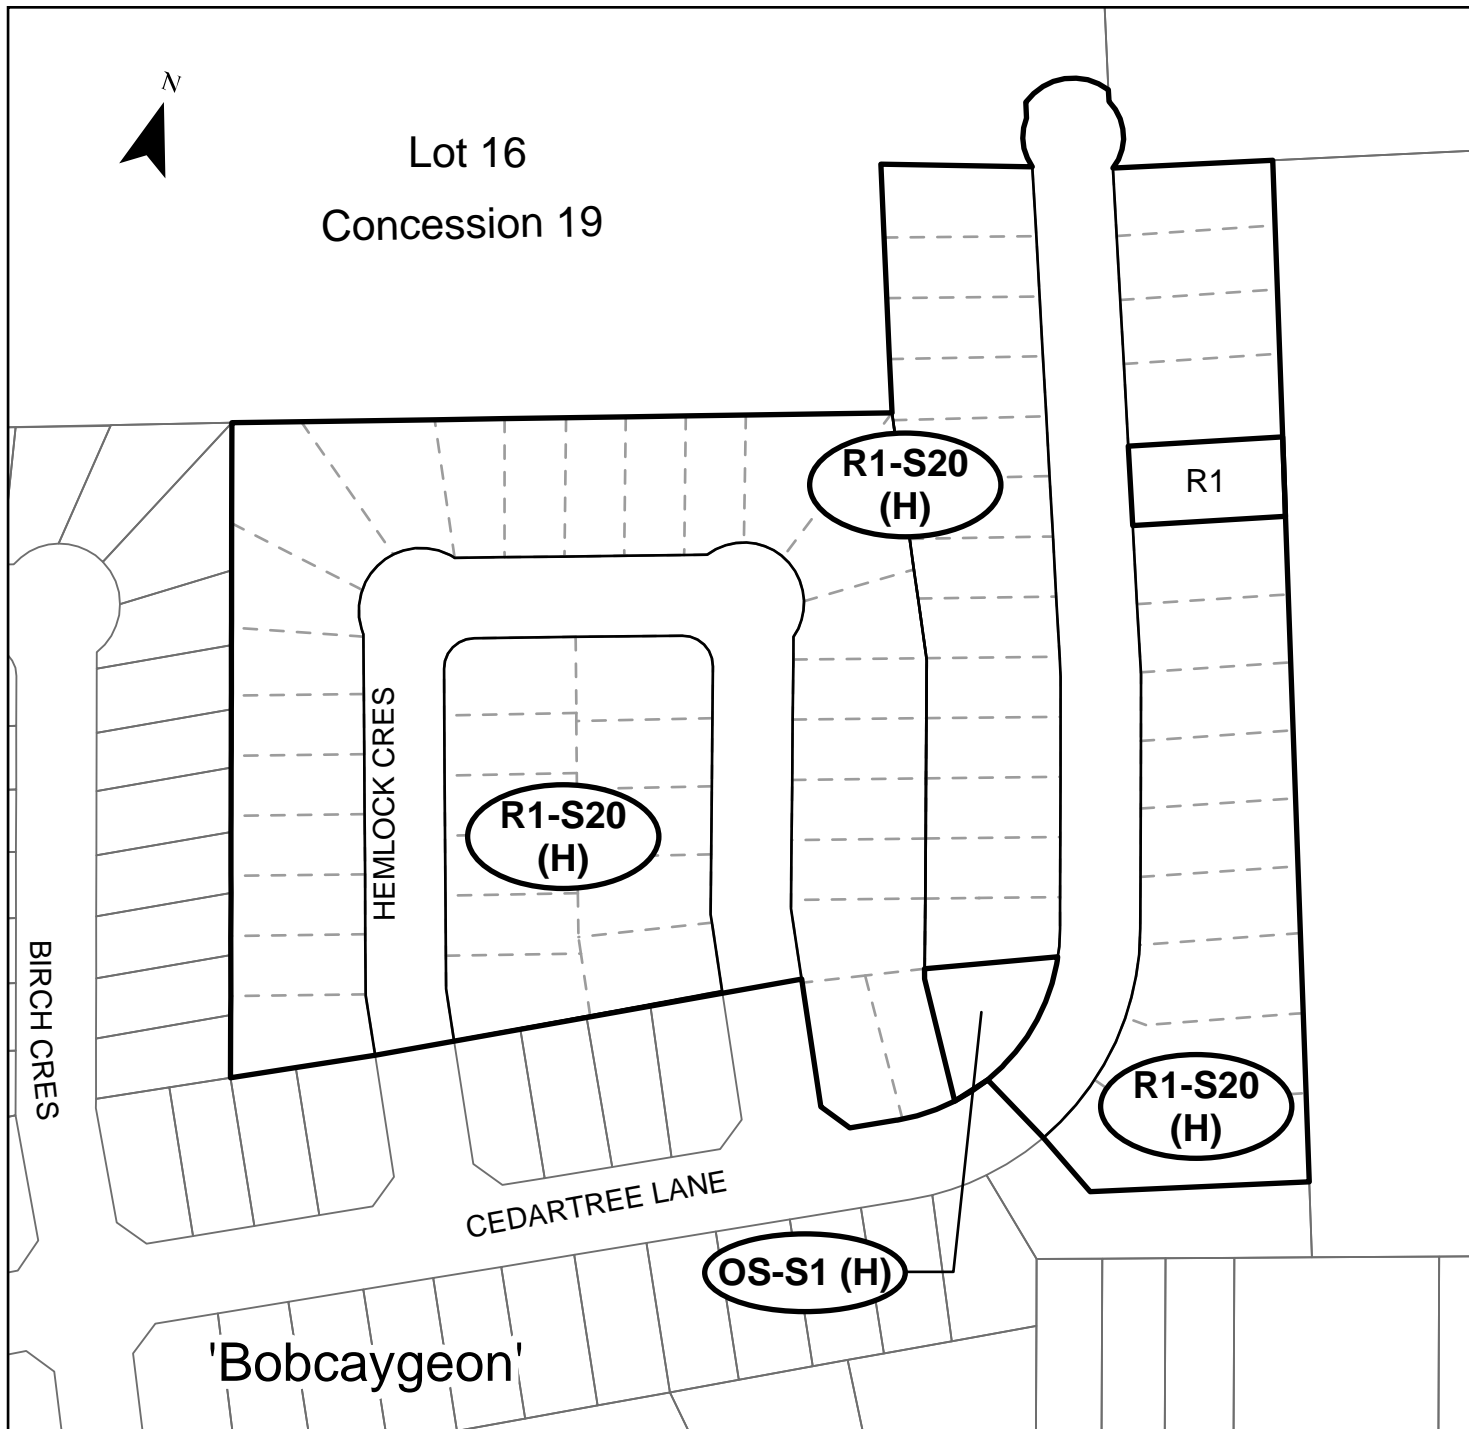 N
Lot 16
Concession 19
R1-S20
(H)
R1
HEMLOCK CRES
R1-S20
(H)
BIRCH CRES
R1-S20
(H)
CEDARTREE LANE
OS-S1 (H)
'Bobcaygeon'